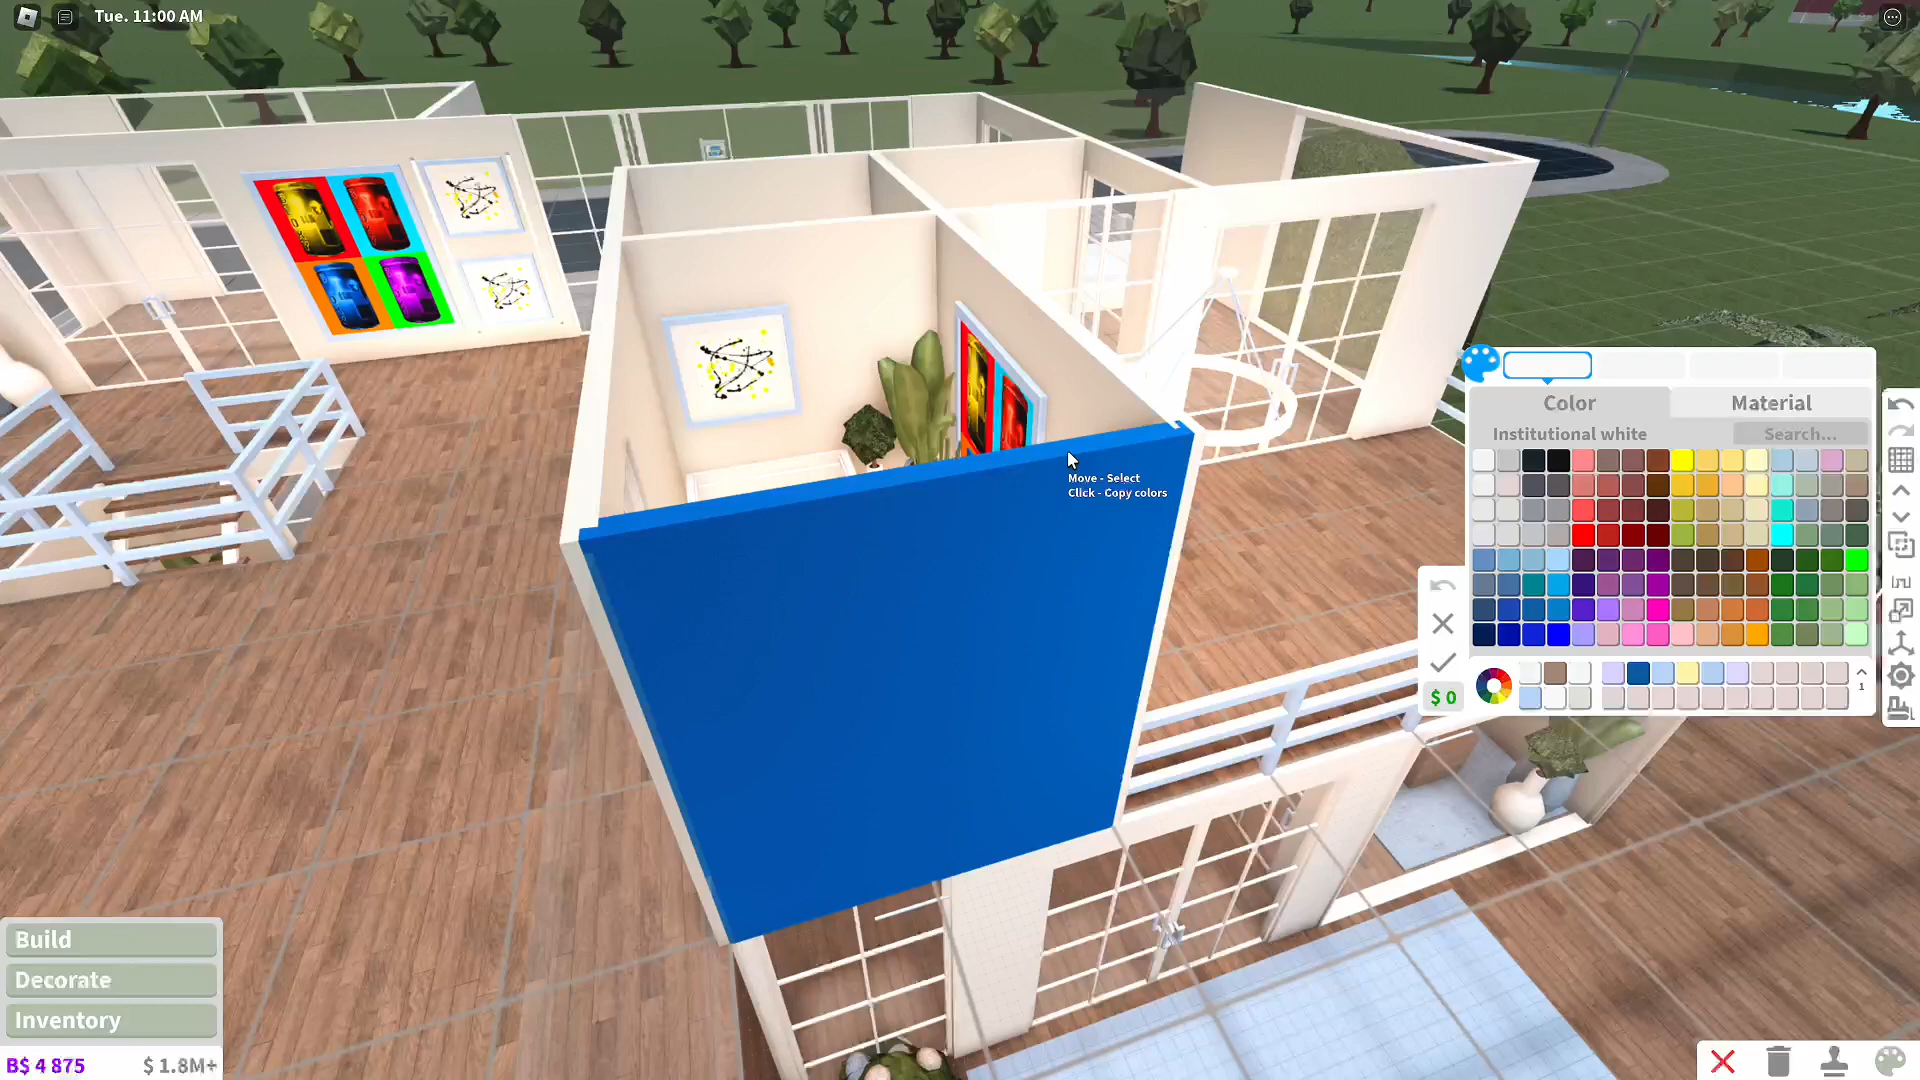 Tue. 11:00 AM
Move - Select
Click - Copy colors
Color
Material
Institutional white
Search...
$ 0
1
Build
Decorate
Inventory
B$ 4 875
$ 1.8M+